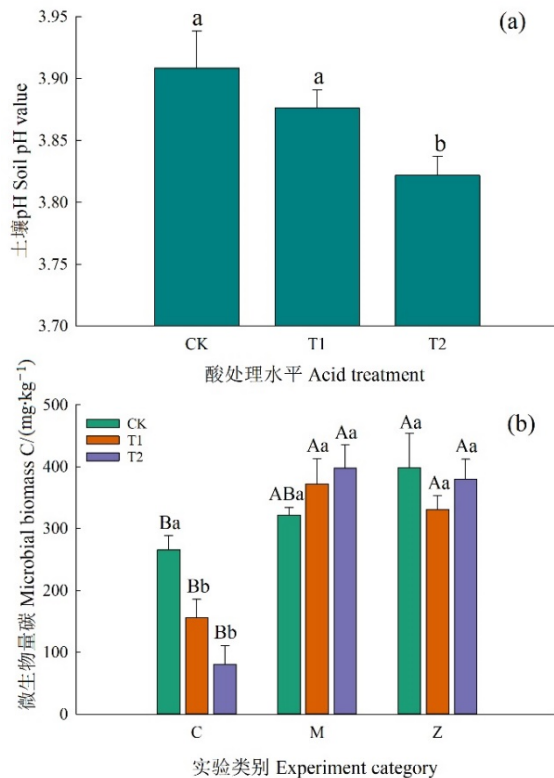 (a)
土壤pH Soil pH value
3.95
3.90
3.85
3.80
3.75
3.70
a
a
b
CK
T1
T2
酸处理水平 Acid treatment
(b)
微生物量碳 Microbial biomass C/(mg·kg⁻¹)
500
400
300
200
100
0
CK
T1
T2
Ba
Bb
Bb
ABa
Aa
Aa
Aa
Aa
Aa
C
M
Z
实验类别 Experiment category